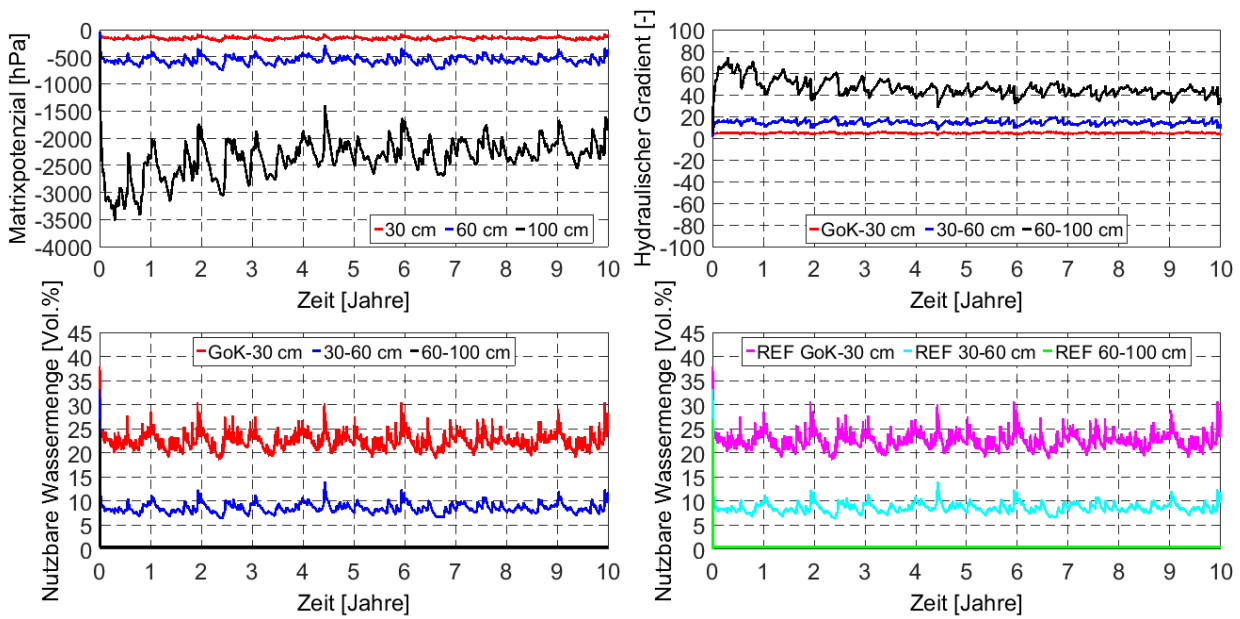 Matrixpotenzial [hPa]
0
-500
-1000
-1500
-2000
-2500
-3000
-3500
-4000
30 cm 60 cm 100 cm
0 1 2 3 4 5 6 7 8 9 10
Zeit [Jahre]
Hydraulischer Gradient [-]
100
80
60
40
20
0
-20
-40
-60
-80
-100
GoK-30 cm 30-60 cm 60-100 cm
0 1 2 3 4 5 6 7 8 9 10
Zeit [Jahre]
Nutzbare Wassermenge [Vol.%]
45
40
35
30
25
20
15
10
5
0
GoK-30 cm 30-60 cm 60-100 cm
0 1 2 3 4 5 6 7 8 9 10
Zeit [Jahre]
Nutzbare Wassermenge [Vol.%]
45
40
35
30
25
20
15
10
5
0
REF GoK-30 cm REF 30-60 cm REF 60-100 cm
0 1 2 3 4 5 6 7 8 9 10
Zeit [Jahre]